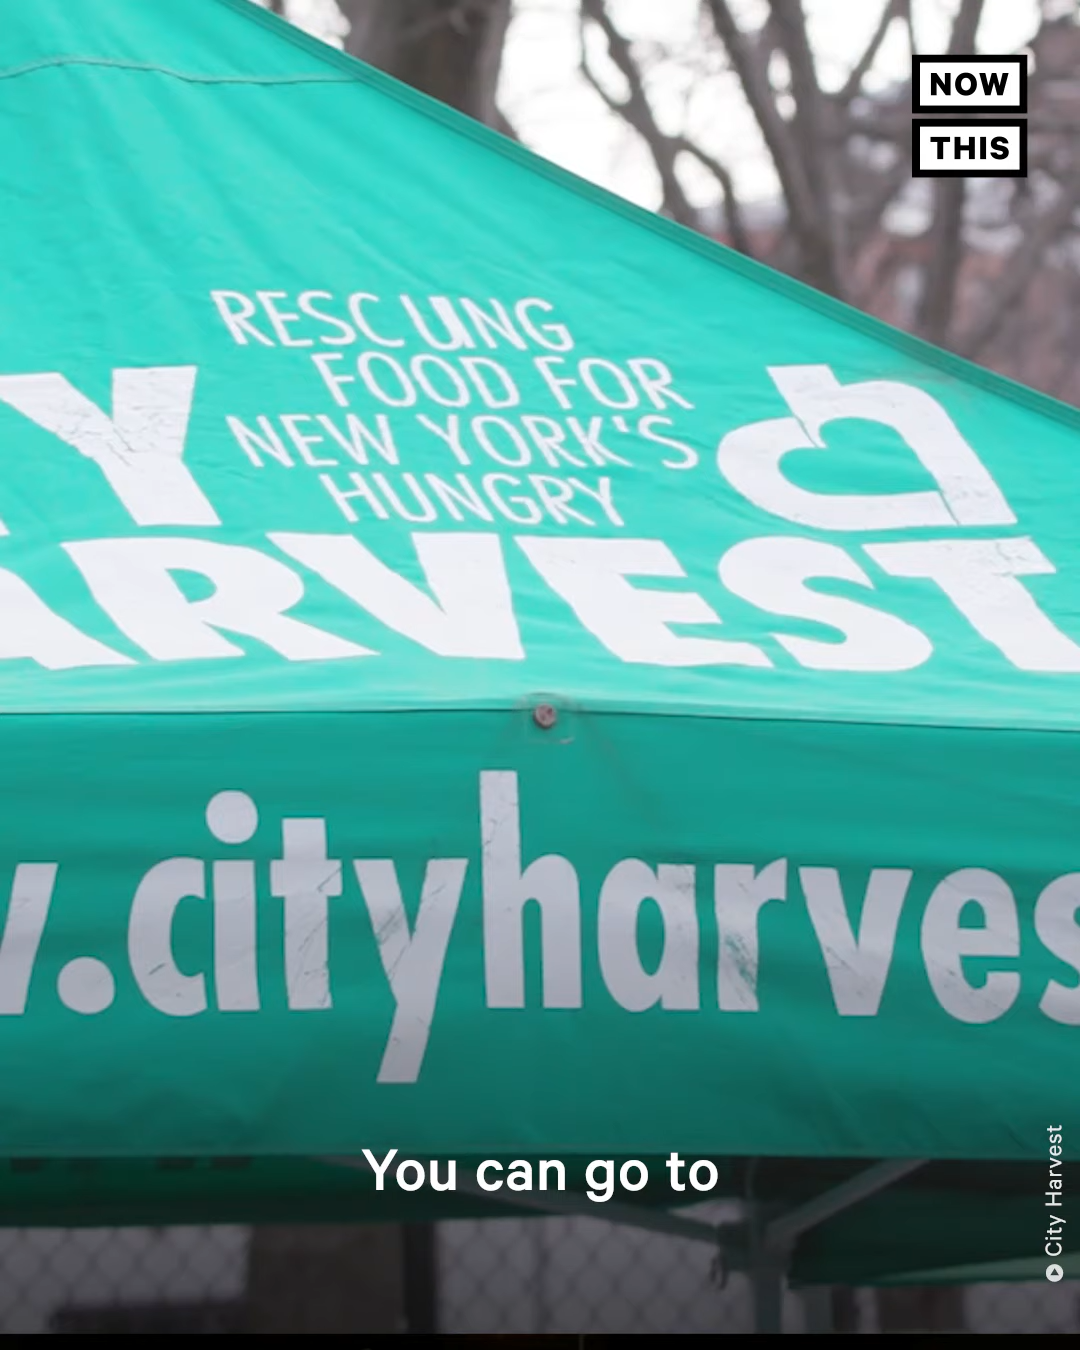 NOW
THIS
RESCUING
FOOD FOR
NEW YORK'S
HUNGRY
Y
ARVEST
w.cityharves
You can go to
City Harvest